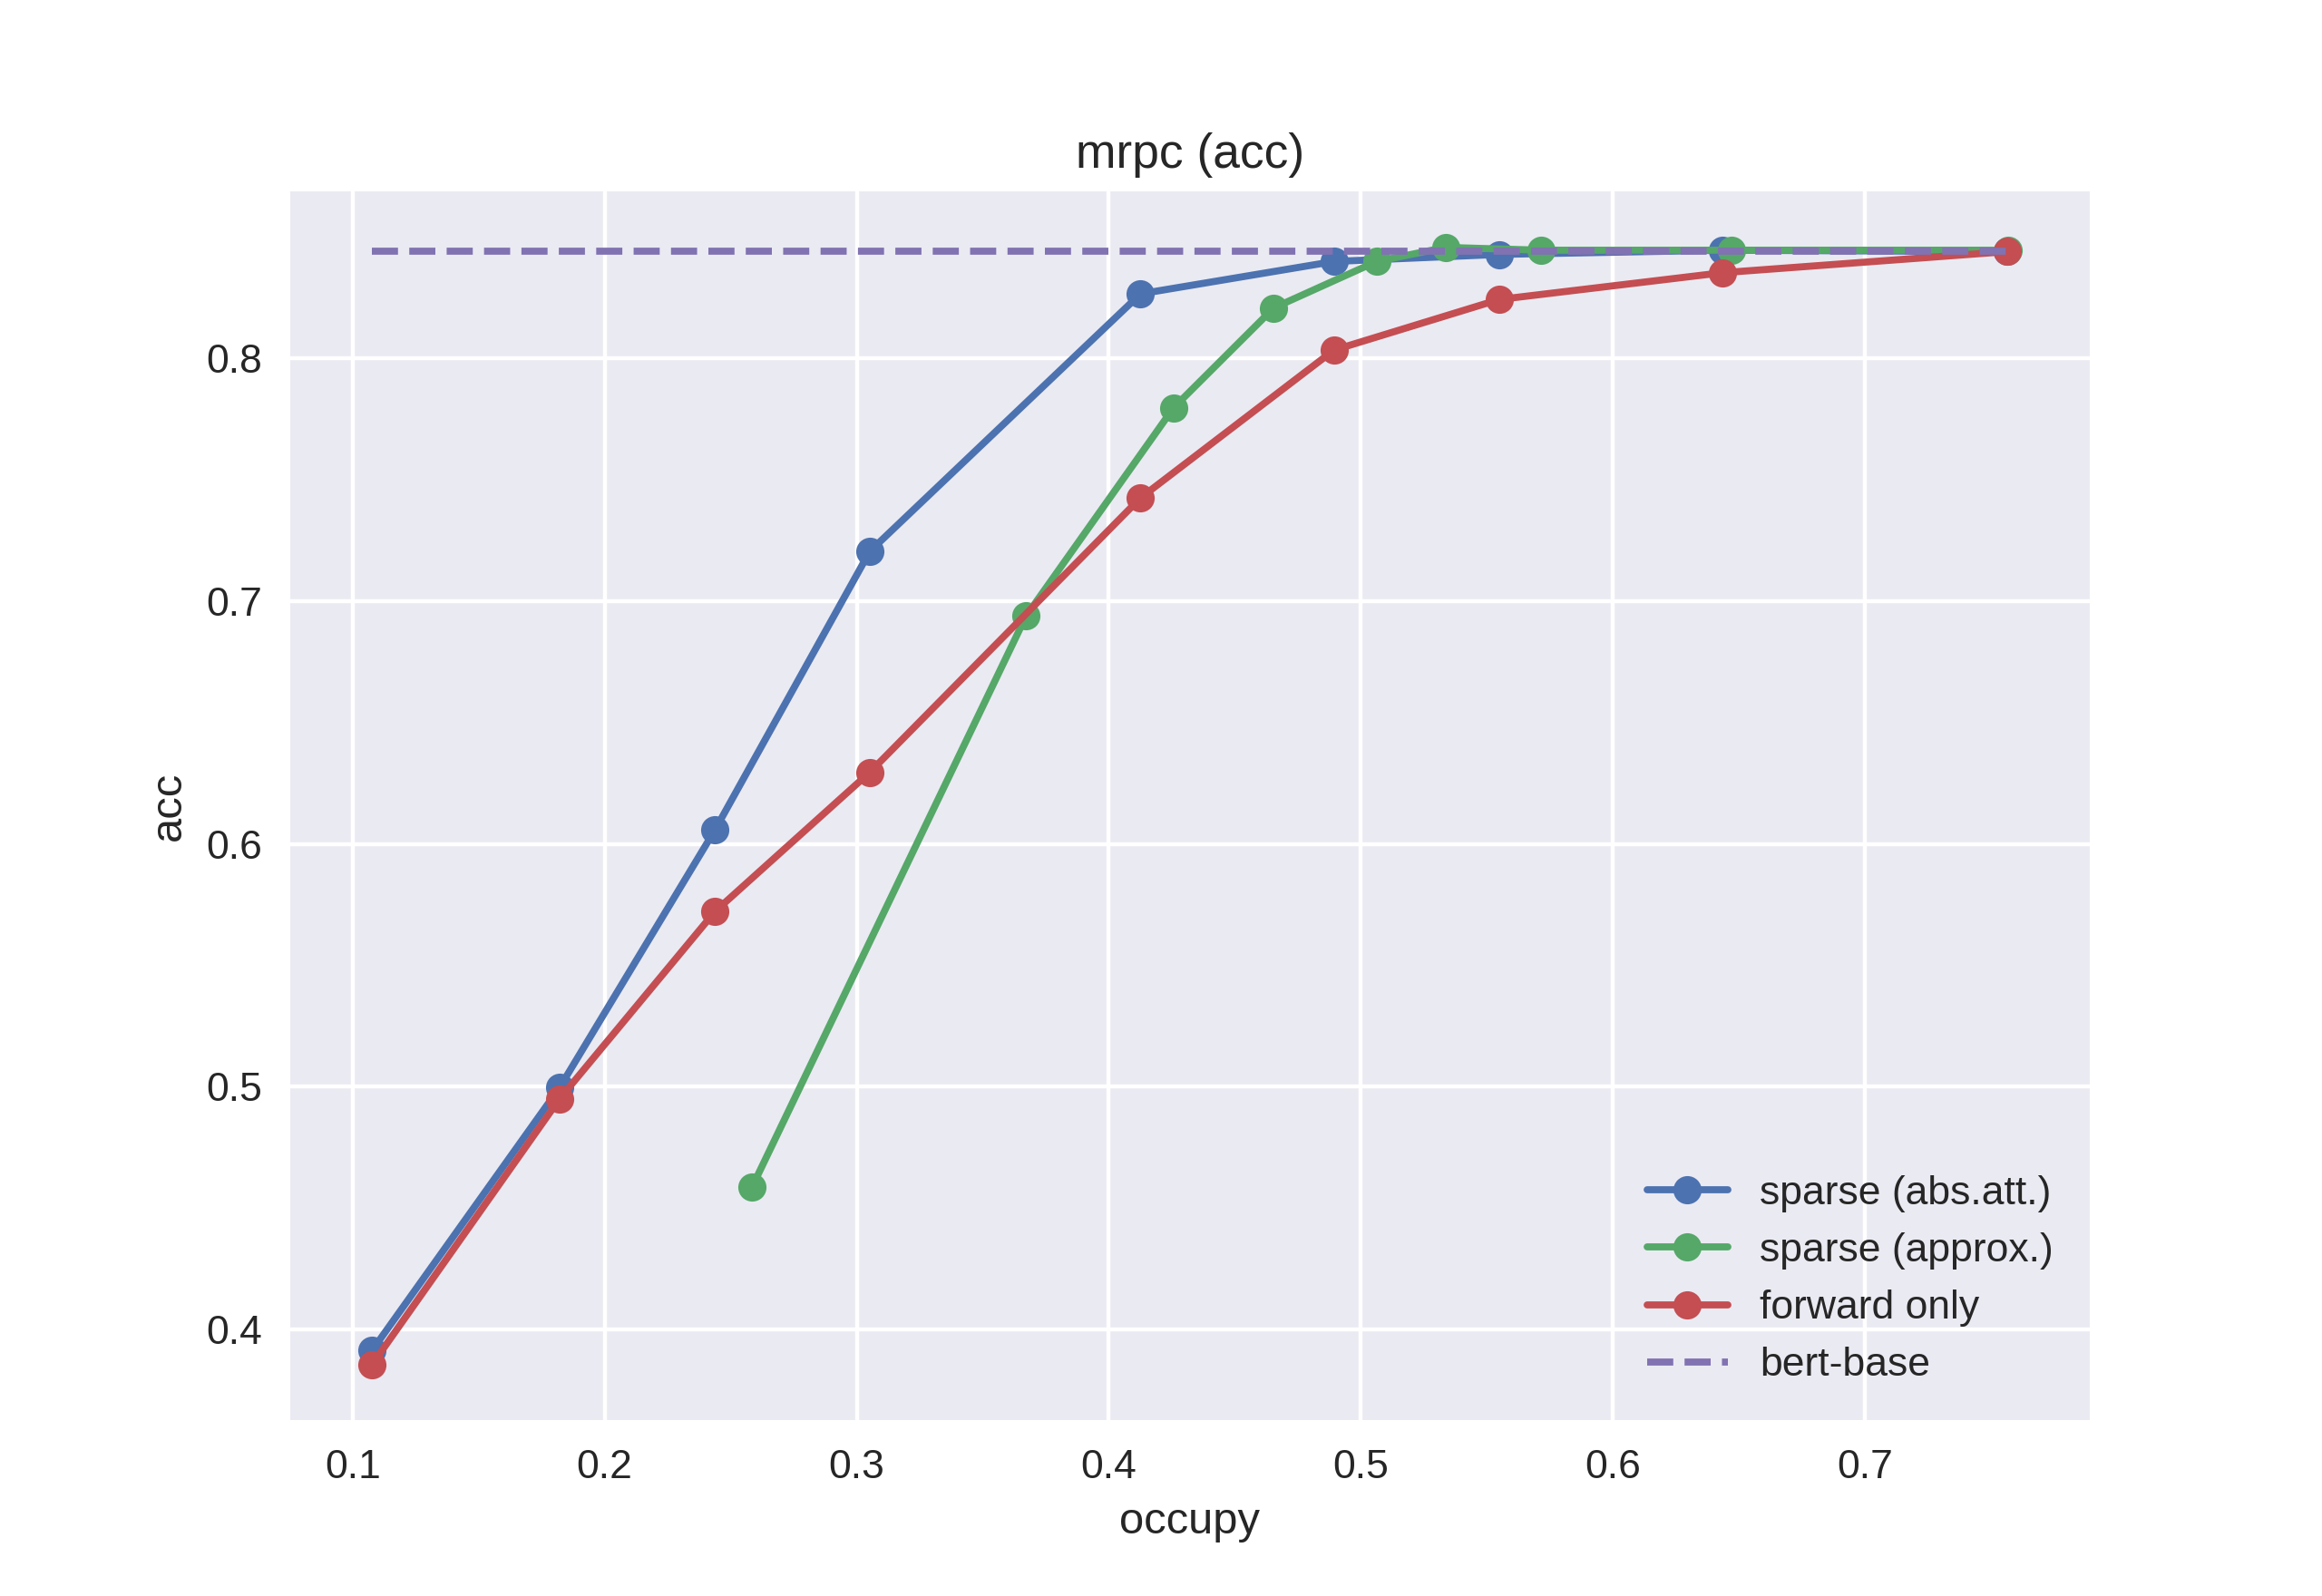 mrpc (acc)
0.8
0.7
0.6
0.5
0.4
acc
sparse (abs.att.)
sparse (approx.)
forward only
bert-base
0.1 0.2 0.3 0.4 0.5 0.6 0.7
occupy